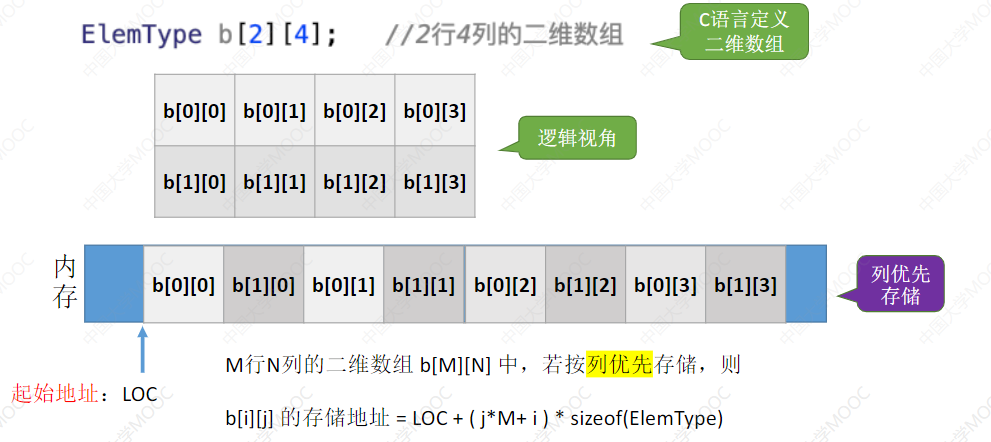 ElemType b[2][4]; //2行4列的二维数组
C语言定义
二维数组
b[0][0] b[0][1] b[0][2] b[0][3]
b[1][0] b[1][1] b[1][2] b[1][3]
逻辑视角
内
存
b[0][0] b[1][0] b[0][1] b[1][1] b[0][2] b[1][2] b[0][3] b[1][3]
列优先
存储
起始地址：LOC
M行N列的二维数组 b[M][N] 中，若按列优先存储，则
b[i][j] 的存储地址 = LOC + ( j*M+ i ) * sizeof(ElemType)
中国大学MOOC